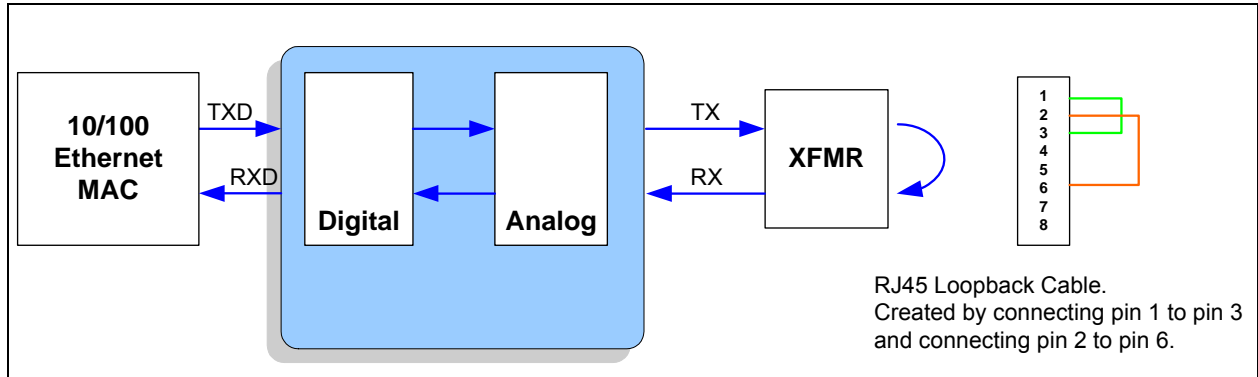 10/100
Ethernet
MAC
TXD
RXD
Digital
Analog
TX
RX
XFMR
1
2
3
4
5
6
7
8
RJ45 Loopback Cable.
Created by connecting pin 1 to pin 3
and connecting pin 2 to pin 6.